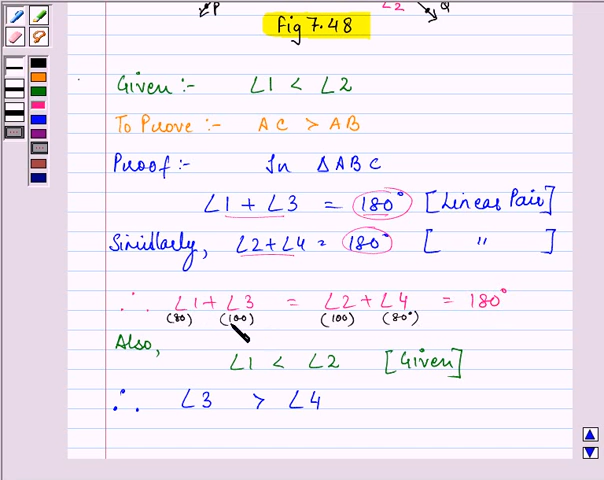 P ∠2 Q
Fig 7.48
Given :- ∠1 < ∠2
To Prove :- AC > AB
Proof :- In ΔABC
∠1 + ∠3 = 180° [Linear Pair]
Similarly, ∠2 + ∠4 = 180° [ " ]
∴ ∠1 + ∠3 = ∠2 + ∠4 = 180°
(80) (100) (100) (80°)
Also,
∠1 < ∠2 [Given]
∴ ∠3 > ∠4